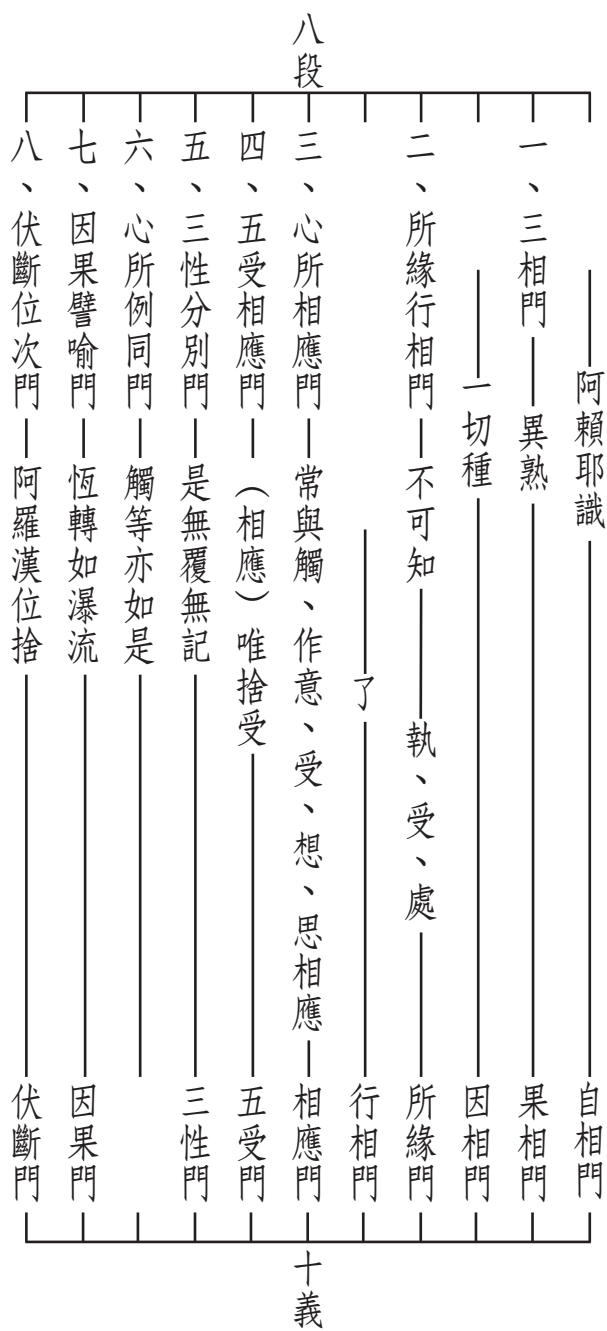 八段
阿賴耶識 自相門
一、三相門 異熟 果相門
一切種 因相門
二、所緣行相門 不可知 執、受、處 所緣門
了 行相門
三、心所相應門 常與觸、作意、受、想、思相應 相應門
四、五受相應門 （相應）唯捨受 五受門
五、三性分別門 是無覆無記 三性門
六、心所例同門 觸等亦如是
七、因果譬喻門 恆轉如瀑流 因果門
八、伏斷位次門 阿羅漢位捨 伏斷門
十義